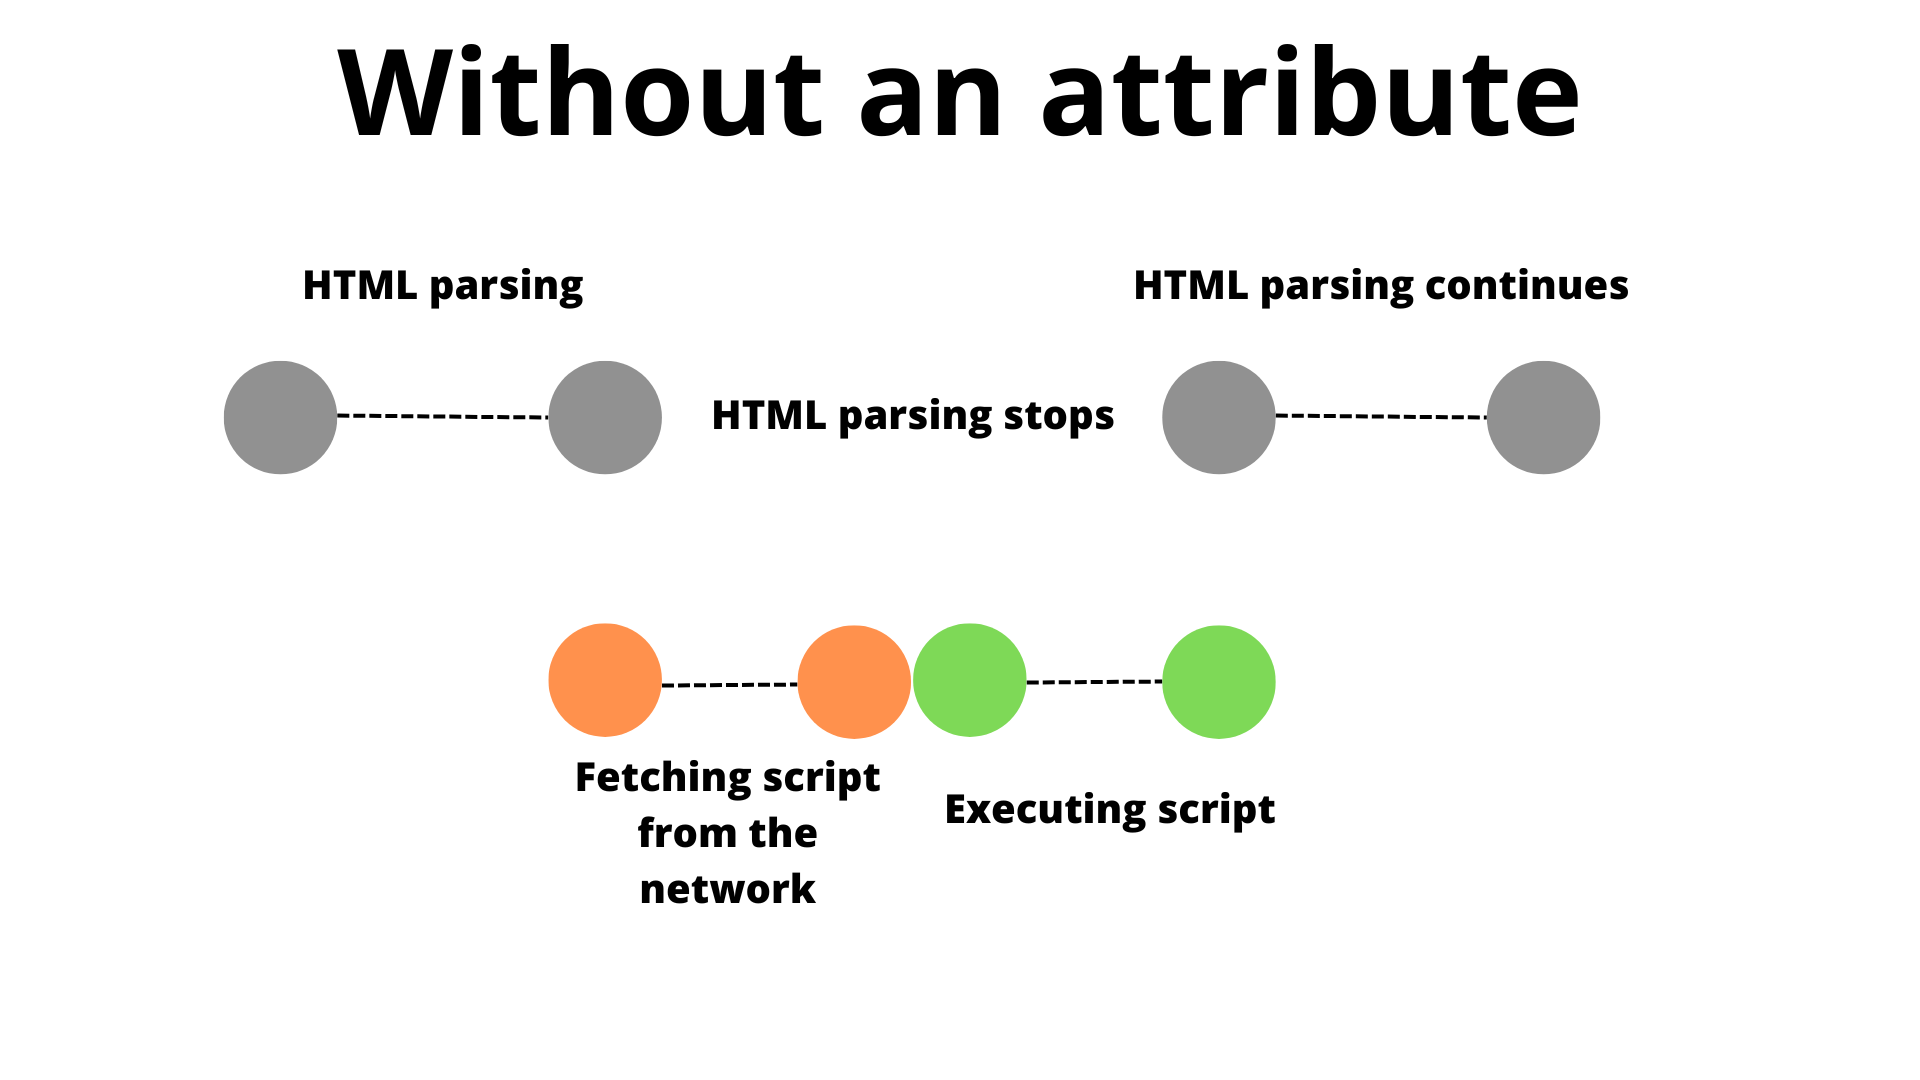 Without an attribute
HTML parsing
HTML parsing continues
HTML parsing stops
Fetching script
from the
network
Executing script